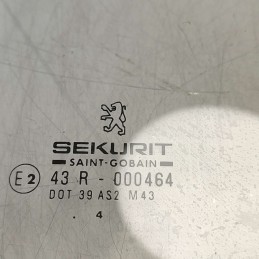 SEKURIT
SAINT-GOBAIN
E2 43 R - 000464
DOT 39 AS2 M43
. 4